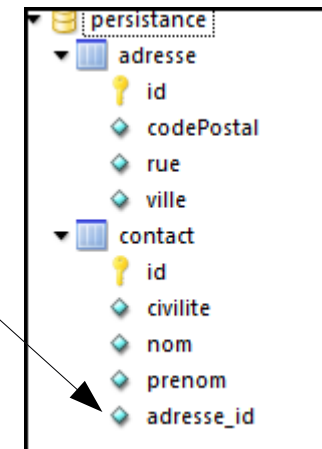 persistance
adresse
id
codePostal
rue
ville
contact
id
civilite
nom
prenom
adresse_id